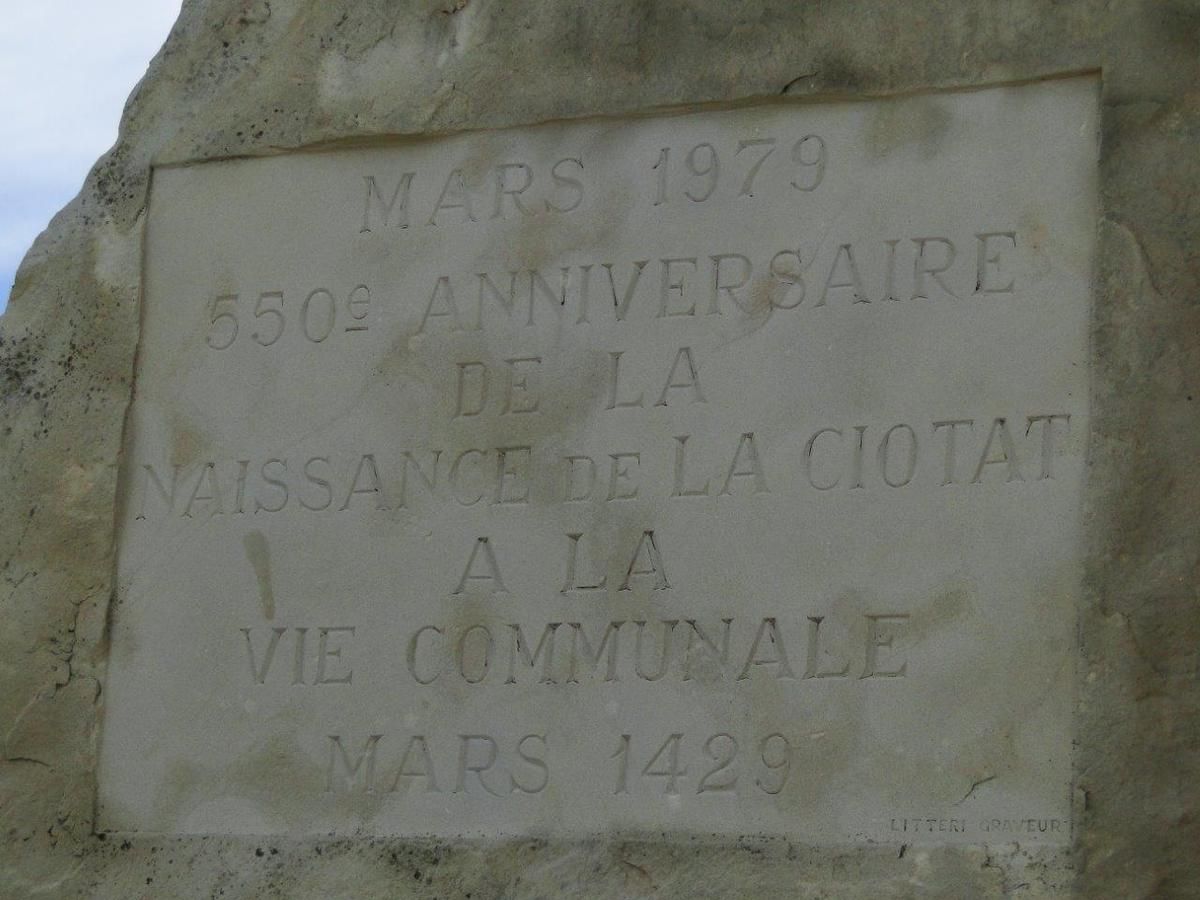 MARS 1979
550e ANNIVERSAIRE
DE LA
NAISSANCE DE LA CIOTAT
A LA
VIE COMMUNALE
MARS 1429
LITTERI GRAVEUR